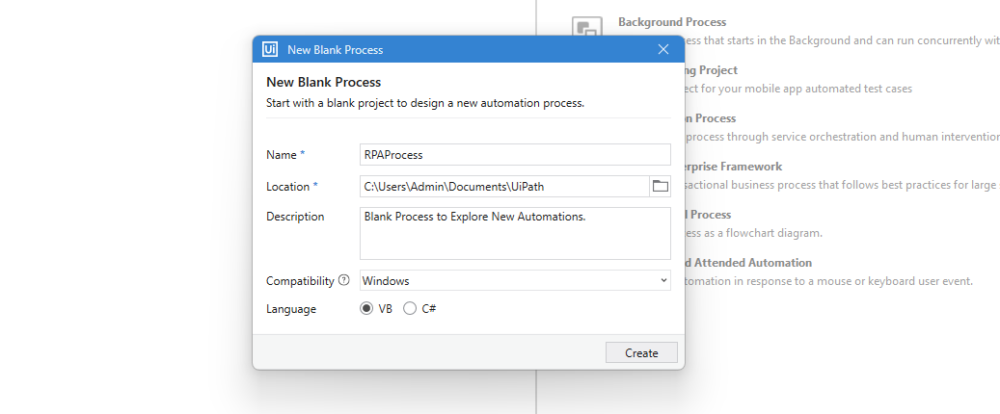 Background Process
ess that starts in the Background and can run concurrently wit
New Blank Process
New Blank Process
Start with a blank project to design a new automation process.
Name *
RPAProcess
Location *
C:\Users\Admin\Documents\UiPath
Description
Blank Process to Explore New Automations.
Compatibility
Windows
Language
VB
C#
Create
ng Project
ect for your mobile app automated test cases
n Process
process through service orchestration and human intervention
erprise Framework
sactional business process that follows best practices for large
l Process
ess as a flowchart diagram.
d Attended Automation
tomation in response to a mouse or keyboard user event.